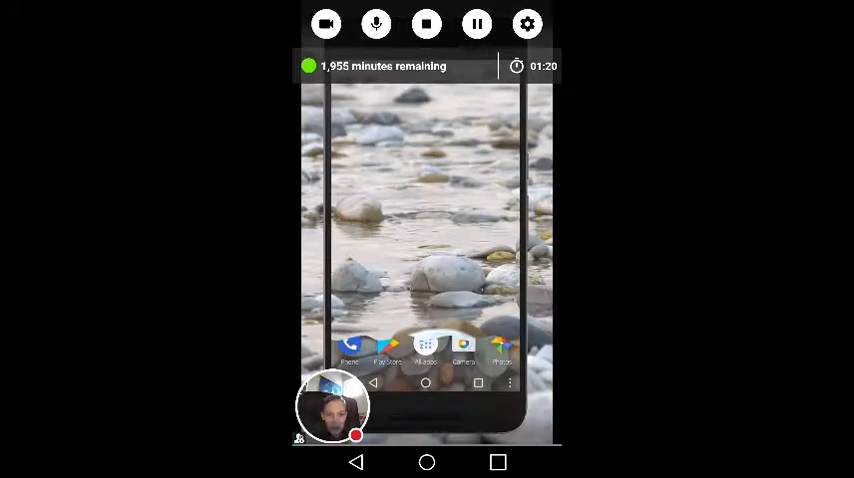 1,955 minutes remaining
01:20
Phone
Play Store
All apps
Camera
Photos